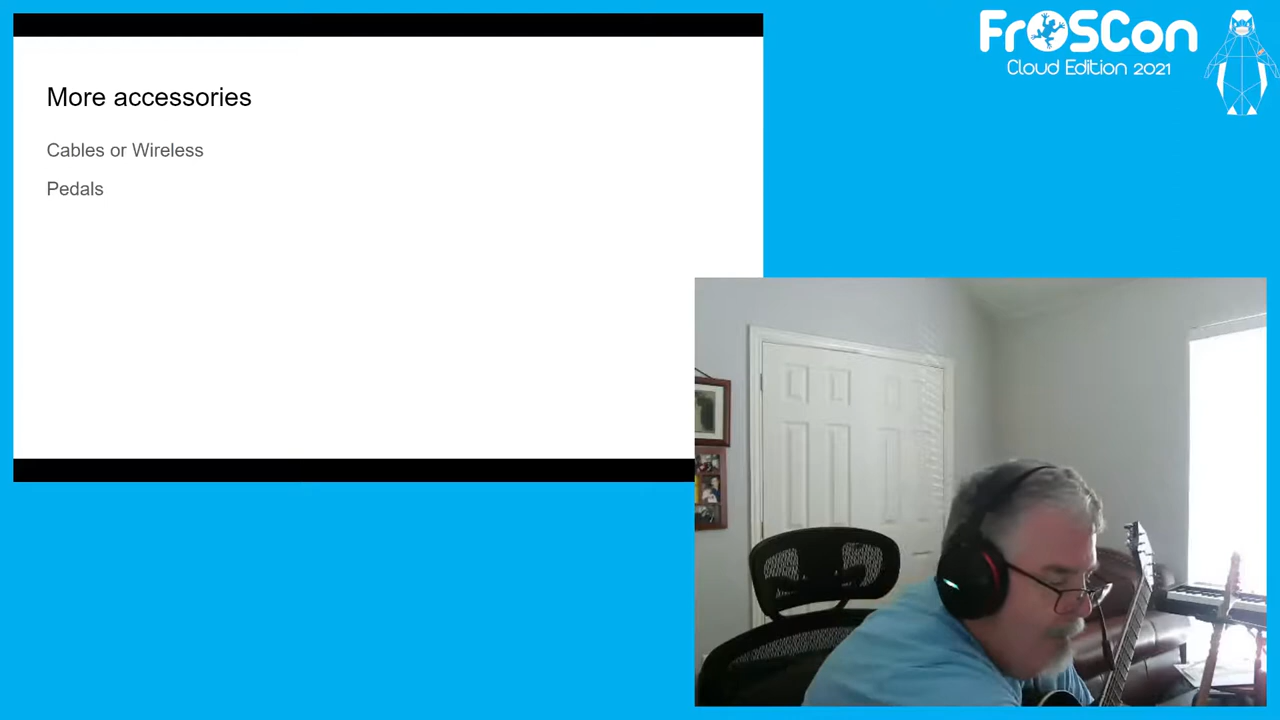 FrOSCon
Cloud Edition 2021
More accessories
Cables or Wireless
Pedals